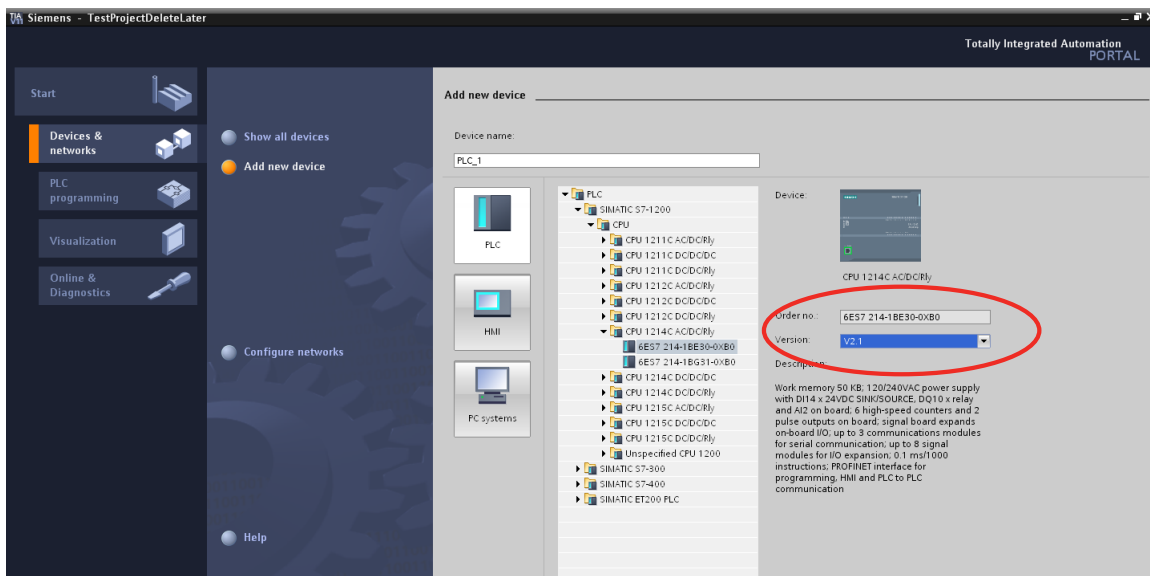 Siemens - TestProjectDeleteLater
Totally Integrated Automation
PORTAL
Start
Devices &
networks
PLC
programming
Visualization
Online &
Diagnostics
Show all devices
Add new device
Configure networks
Help
Add new device
Device name:
PLC_1
PLC
HMI
PC systems
PLC
SIMATIC S7-1200
CPU
CPU 1211C AC/DC/Rly
CPU 1211C DC/DC/DC
CPU 1211C DC/DC/Rly
CPU 1212C AC/DC/Rly
CPU 1212C DC/DC/DC
CPU 1212C DC/DC/Rly
CPU 1214C AC/DC/Rly
6ES7 214-1BE30-0XB0
6ES7 214-1BG31-0XB0
CPU 1214C DC/DC/DC
CPU 1214C DC/DC/Rly
CPU 1215C AC/DC/Rly
CPU 1215C DC/DC/DC
CPU 1215C DC/DC/Rly
Unspecified CPU 1200
SIMATIC S7-300
SIMATIC S7-400
SIMATIC ET200 PLC
Device:
CPU 1214C AC/DC/Rly
Order no.: 6ES7 214-1BE30-0XB0
Version: V2.1
Description:
Work memory 50 KB; 120/240VAC power supply
with DI14 x 24VDC SINK/SOURCE, DQ10 x relay
and AI2 on board; 6 high-speed counters and 2
pulse outputs on board; signal board expands
on-board I/O; up to 3 communications modules
for serial communication; up to 8 signal
modules for I/O expansion; 0.1 ms/1000
instructions; PROFINET interface for
programming, HMI and PLC to PLC
communication